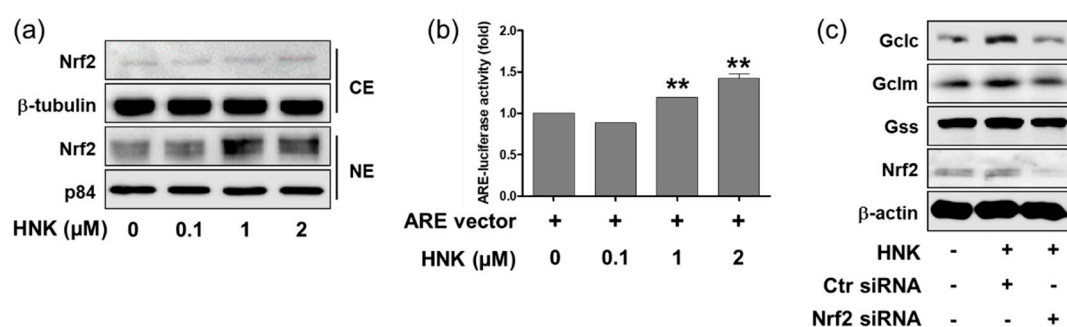 (a)
Nrf2
β-tubulin
CE
Nrf2
p84
NE
HNK (μM) 0 0.1 1 2
(b)
ARE-luciferase activity (fold)
2.0
1.5
1.0
0.5
0.0
** **
ARE vector + + + +
HNK (μM) 0 0.1 1 2
(c)
Gclc
Gclm
Gss
Nrf2
β-actin
HNK - + +
Ctr siRNA - + -
Nrf2 siRNA - - +